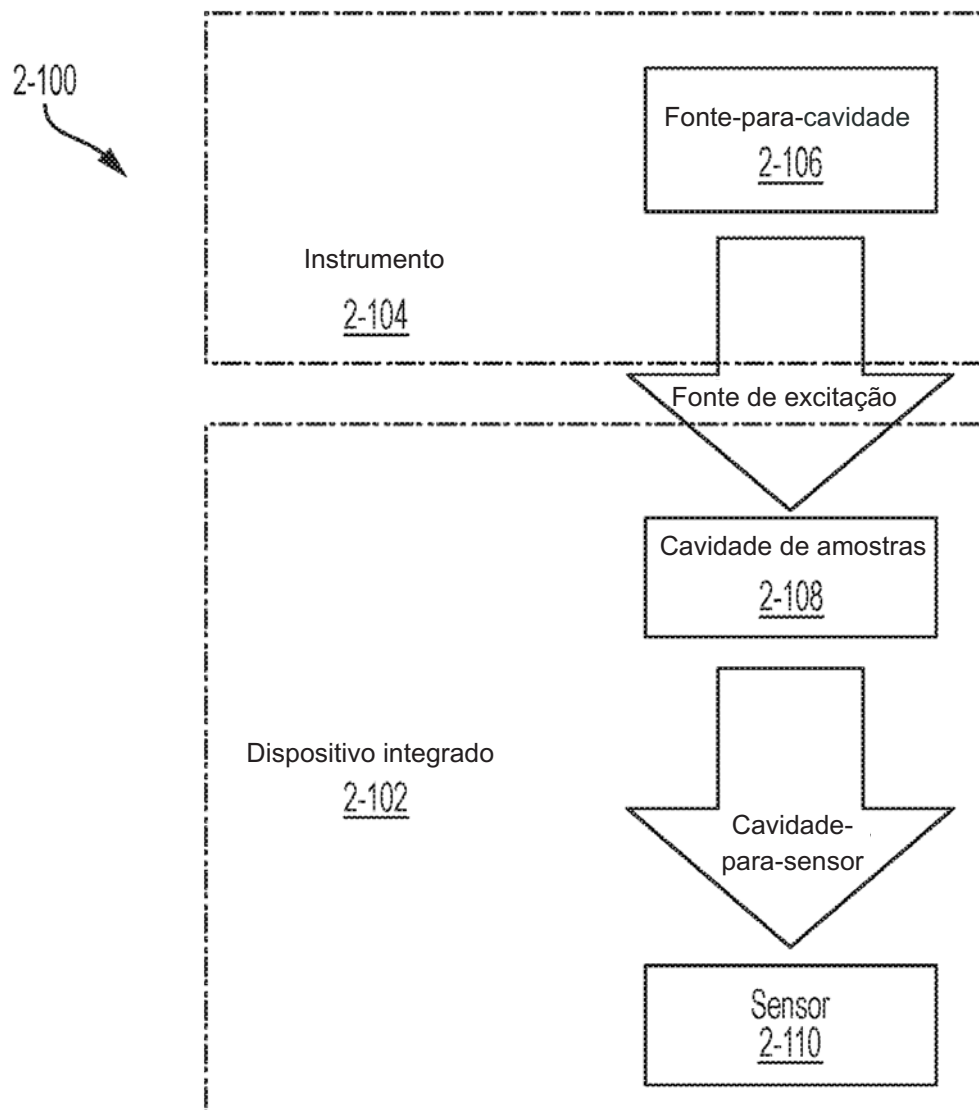 2-100
Fonte-para-cavidade
2-106
Instrumento
2-104
Fonte de excitação
Cavidade de amostras
2-108
Dispositivo integrado
2-102
Cavidade-
para-sensor
Sensor
2-110